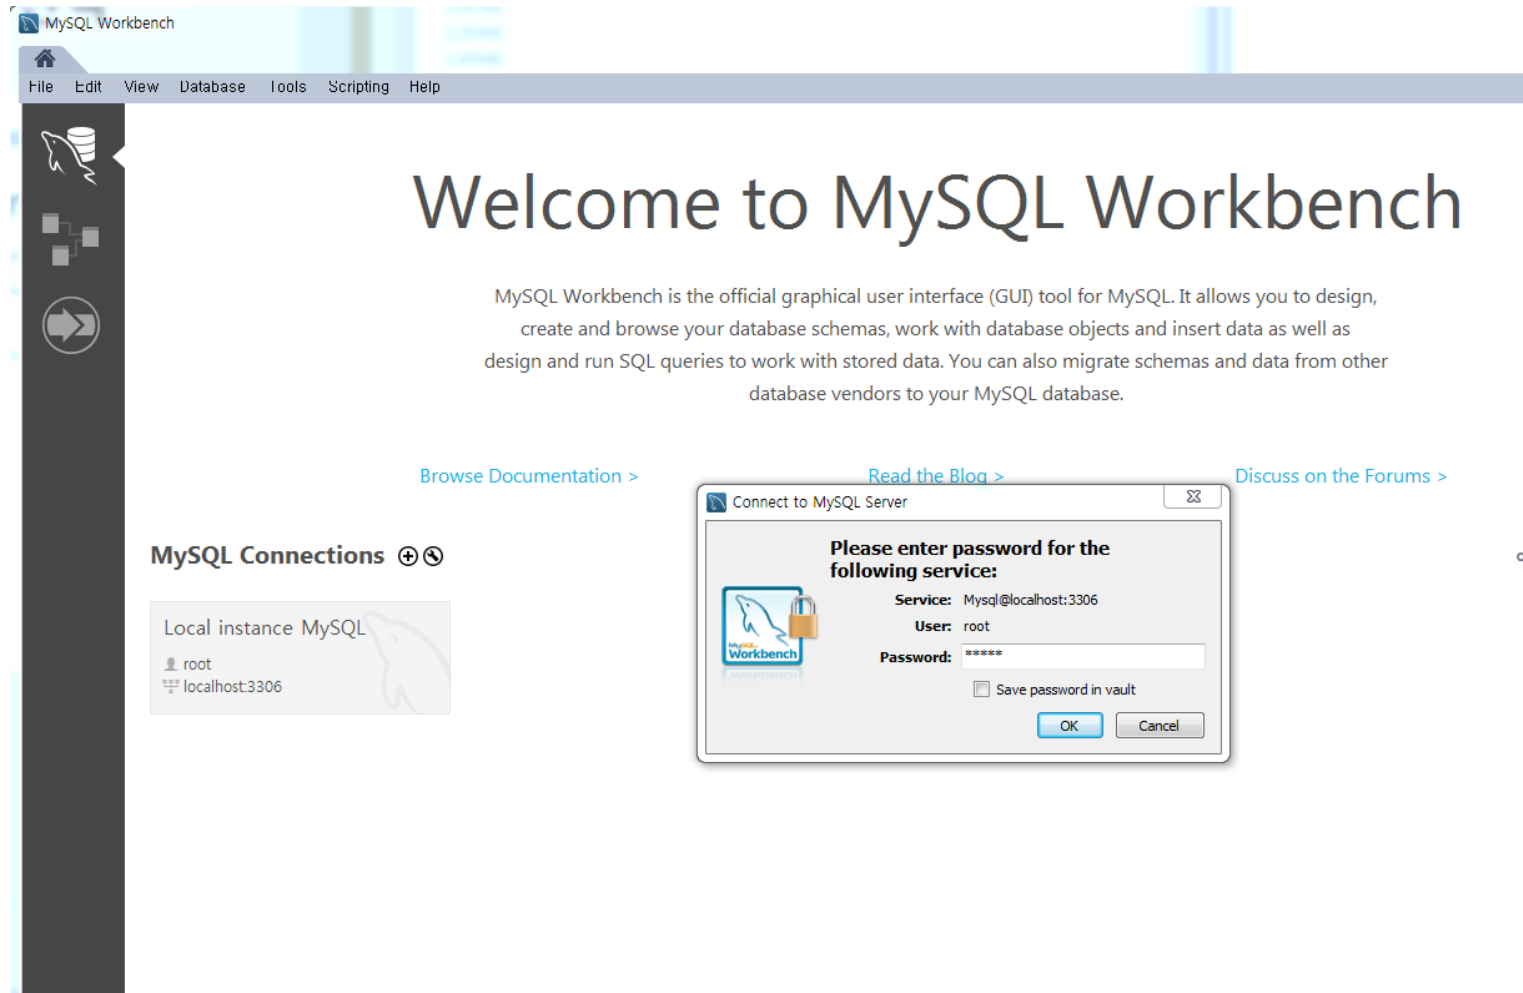 MySQL Workbench
File Edit View Database Tools Scripting Help
Welcome to MySQL Workbench
MySQL Workbench is the official graphical user interface (GUI) tool for MySQL. It allows you to design,
create and browse your database schemas, work with database objects and insert data as well as
design and run SQL queries to work with stored data. You can also migrate schemas and data from other
database vendors to your MySQL database.
Browse Documentation >
Read the Blog >
Discuss on the Forums >
MySQL Connections
Local instance MySQL
root
localhost:3306
Connect to MySQL Server
Please enter password for the
following service:
Service: Mysql@localhost:3306
User: root
Password: *****
Save password in vault
OK Cancel
MySQL
Workbench